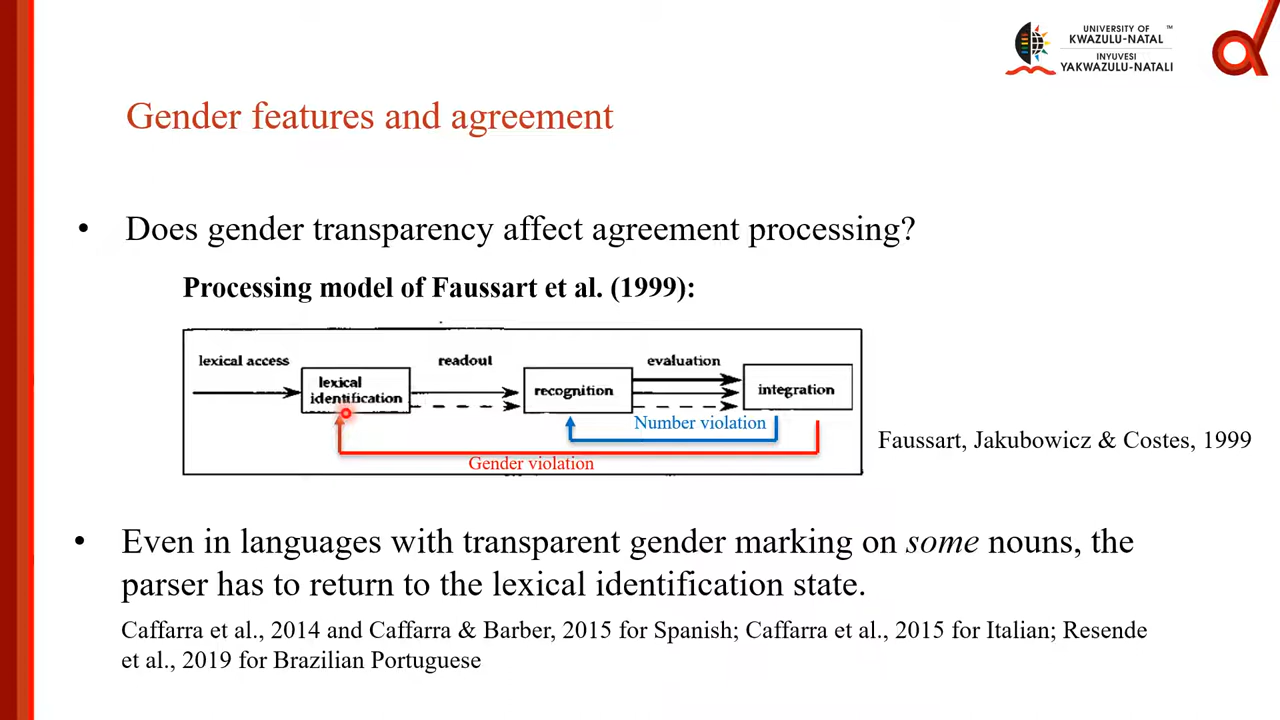 UNIVERSITY OF ™
KWAZULU-NATAL
INYUVESI
YAKWAZULU-NATALI
Gender features and agreement
• Does gender transparency affect agreement processing?
Processing model of Faussart et al. (1999):
lexical access
readout
evaluation
lexical
identification
recognition
integration
Number violation
Gender violation
Faussart, Jakubowicz & Costes, 1999
• Even in languages with transparent gender marking on some nouns, the
parser has to return to the lexical identification state.
Caffarra et al., 2014 and Caffarra & Barber, 2015 for Spanish; Caffarra et al., 2015 for Italian; Resende
et al., 2019 for Brazilian Portuguese